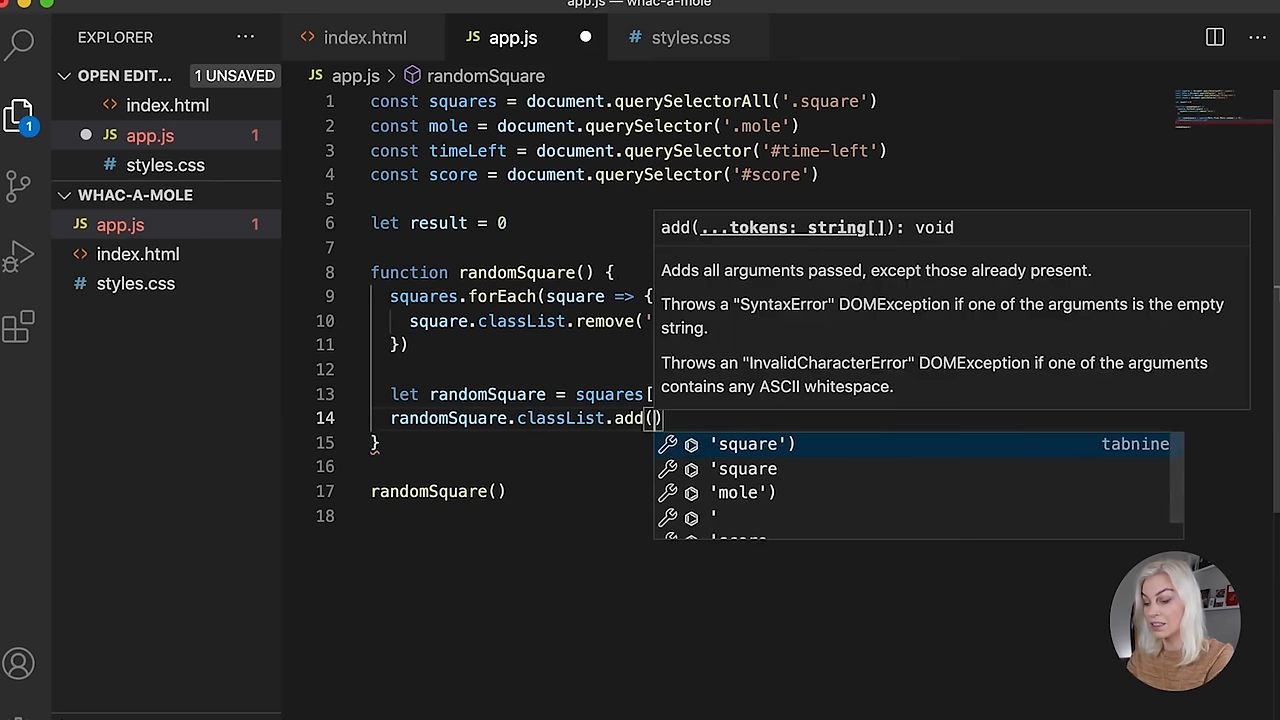 app.js — whac-a-mole
EXPLORER ...
index.html
JS app.js
# styles.css
...
OPEN EDIT... 1 UNSAVED
index.html
JS app.js 1
# styles.css
1
WHAC-A-MOLE
JS app.js 1
index.html
# styles.css
JS app.js > randomSquare
1 const squares = document.querySelectorAll('.square')
2 const mole = document.querySelector('.mole')
3 const timeLeft = document.querySelector('#time-left')
4 const score = document.querySelector('#score')
5
6 let result = 0
7
8 function randomSquare() {
9 squares.forEach(square => {
10 square.classList.remove('
11 })
12
13 let randomSquare = squares[
14 randomSquare.classList.add()
15 }
16
17 randomSquare()
18
add(...tokens: string[]): void
Adds all arguments passed, except those already present.
Throws a "SyntaxError" DOMException if one of the arguments is the empty
string.
Throws an "InvalidCharacterError" DOMException if one of the arguments
contains any ASCII whitespace.
'square') tabnine
'square
'mole')
'